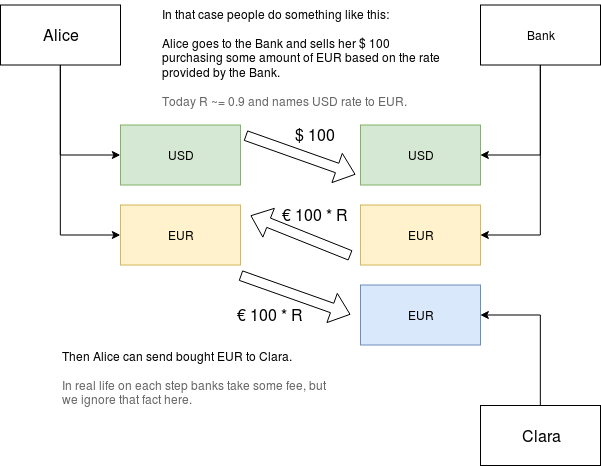 In that case people do something like this:
Alice
Bank
Alice goes to the Bank and sells her $ 100
purchasing some amount of EUR based on the rate
provided by the Bank.
Today R ~= 0.9 and names USD rate to EUR.
$ 100
USD
USD
€ 100 * R
EUR
EUR
€ 100 * R
EUR
Then Alice can send bought EUR to Clara.
In real life on each step banks take some fee, but
we ignore that fact here.
Clara